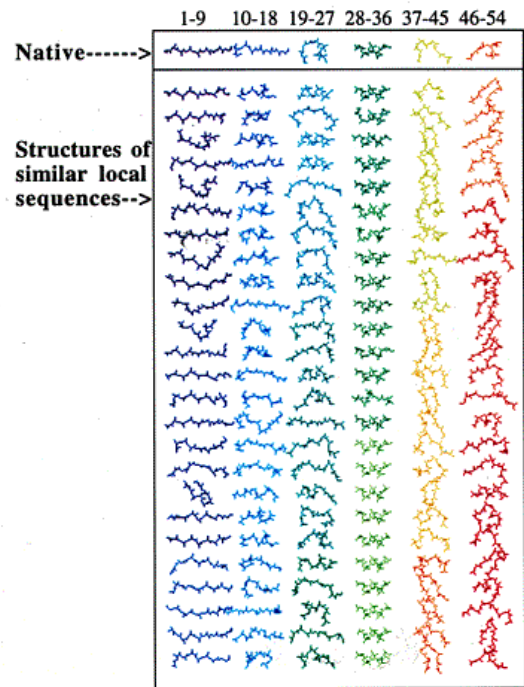 1-9 10-18 19-27 28-36 37-45 46-54
Native------>
Structures of
similar local
sequences-->